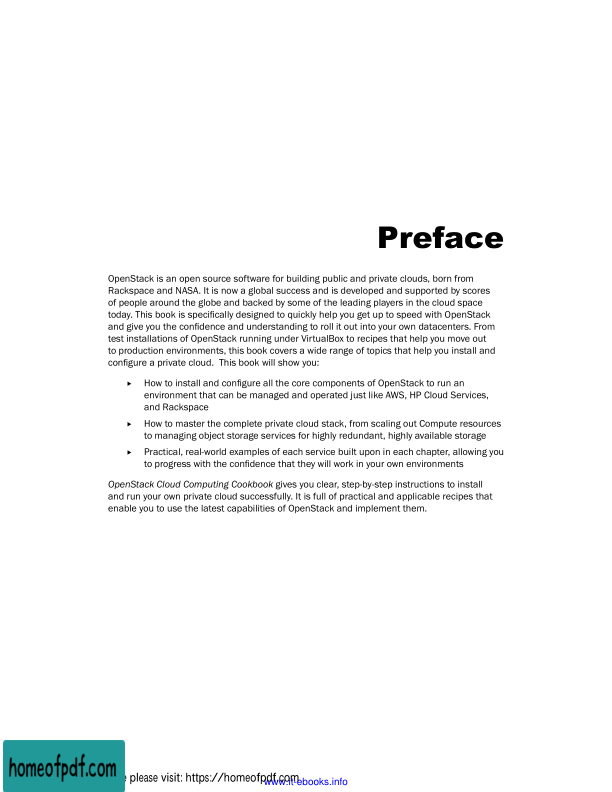 Preface
OpenStack is an open source software for building public and private clouds, born from
Rackspace and NASA. It is now a global success and is developed and supported by scores
of people around the globe and backed by some of the leading players in the cloud space
today. This book is specifically designed to quickly help you get up to speed with OpenStack
and give you the confidence and understanding to roll it out into your own datacenters. From
test installations of OpenStack running under VirtualBox to recipes that help you move out
to production environments, this book covers a wide range of topics that help you install and
configure a private cloud.  This book will show you:
▸ How to install and configure all the core components of OpenStack to run an
environment that can be managed and operated just like AWS, HP Cloud Services,
and Rackspace
▸ How to master the complete private cloud stack, from scaling out Compute resources
to managing object storage services for highly redundant, highly available storage
▸ Practical, real-world examples of each service built upon in each chapter, allowing you
to progress with the confidence that they will work in your own environments
OpenStack Cloud Computing Cookbook gives you clear, step-by-step instructions to install
and run your own private cloud successfully. It is full of practical and applicable recipes that
enable you to use the latest capabilities of OpenStack and implement them.
homeofpdf.com
please visit: https://homeofpdf.com
www.it-ebooks.info